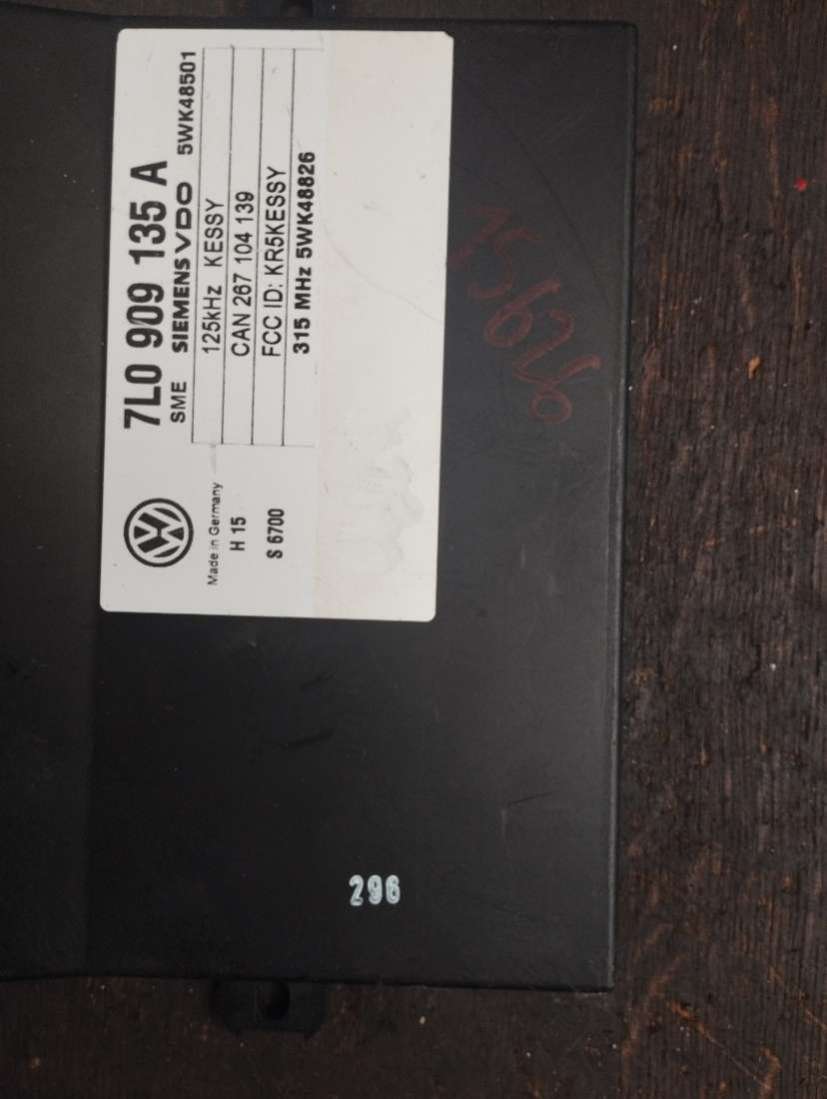 7L0 909 135 A
SME SIEMENS VDO 5WK48501
125kHz KESSY
CAN 267 104 139
FCC ID: KR5KESSY
315 MHz 5WK48826
Made in Germany
H 15
S 6700
296